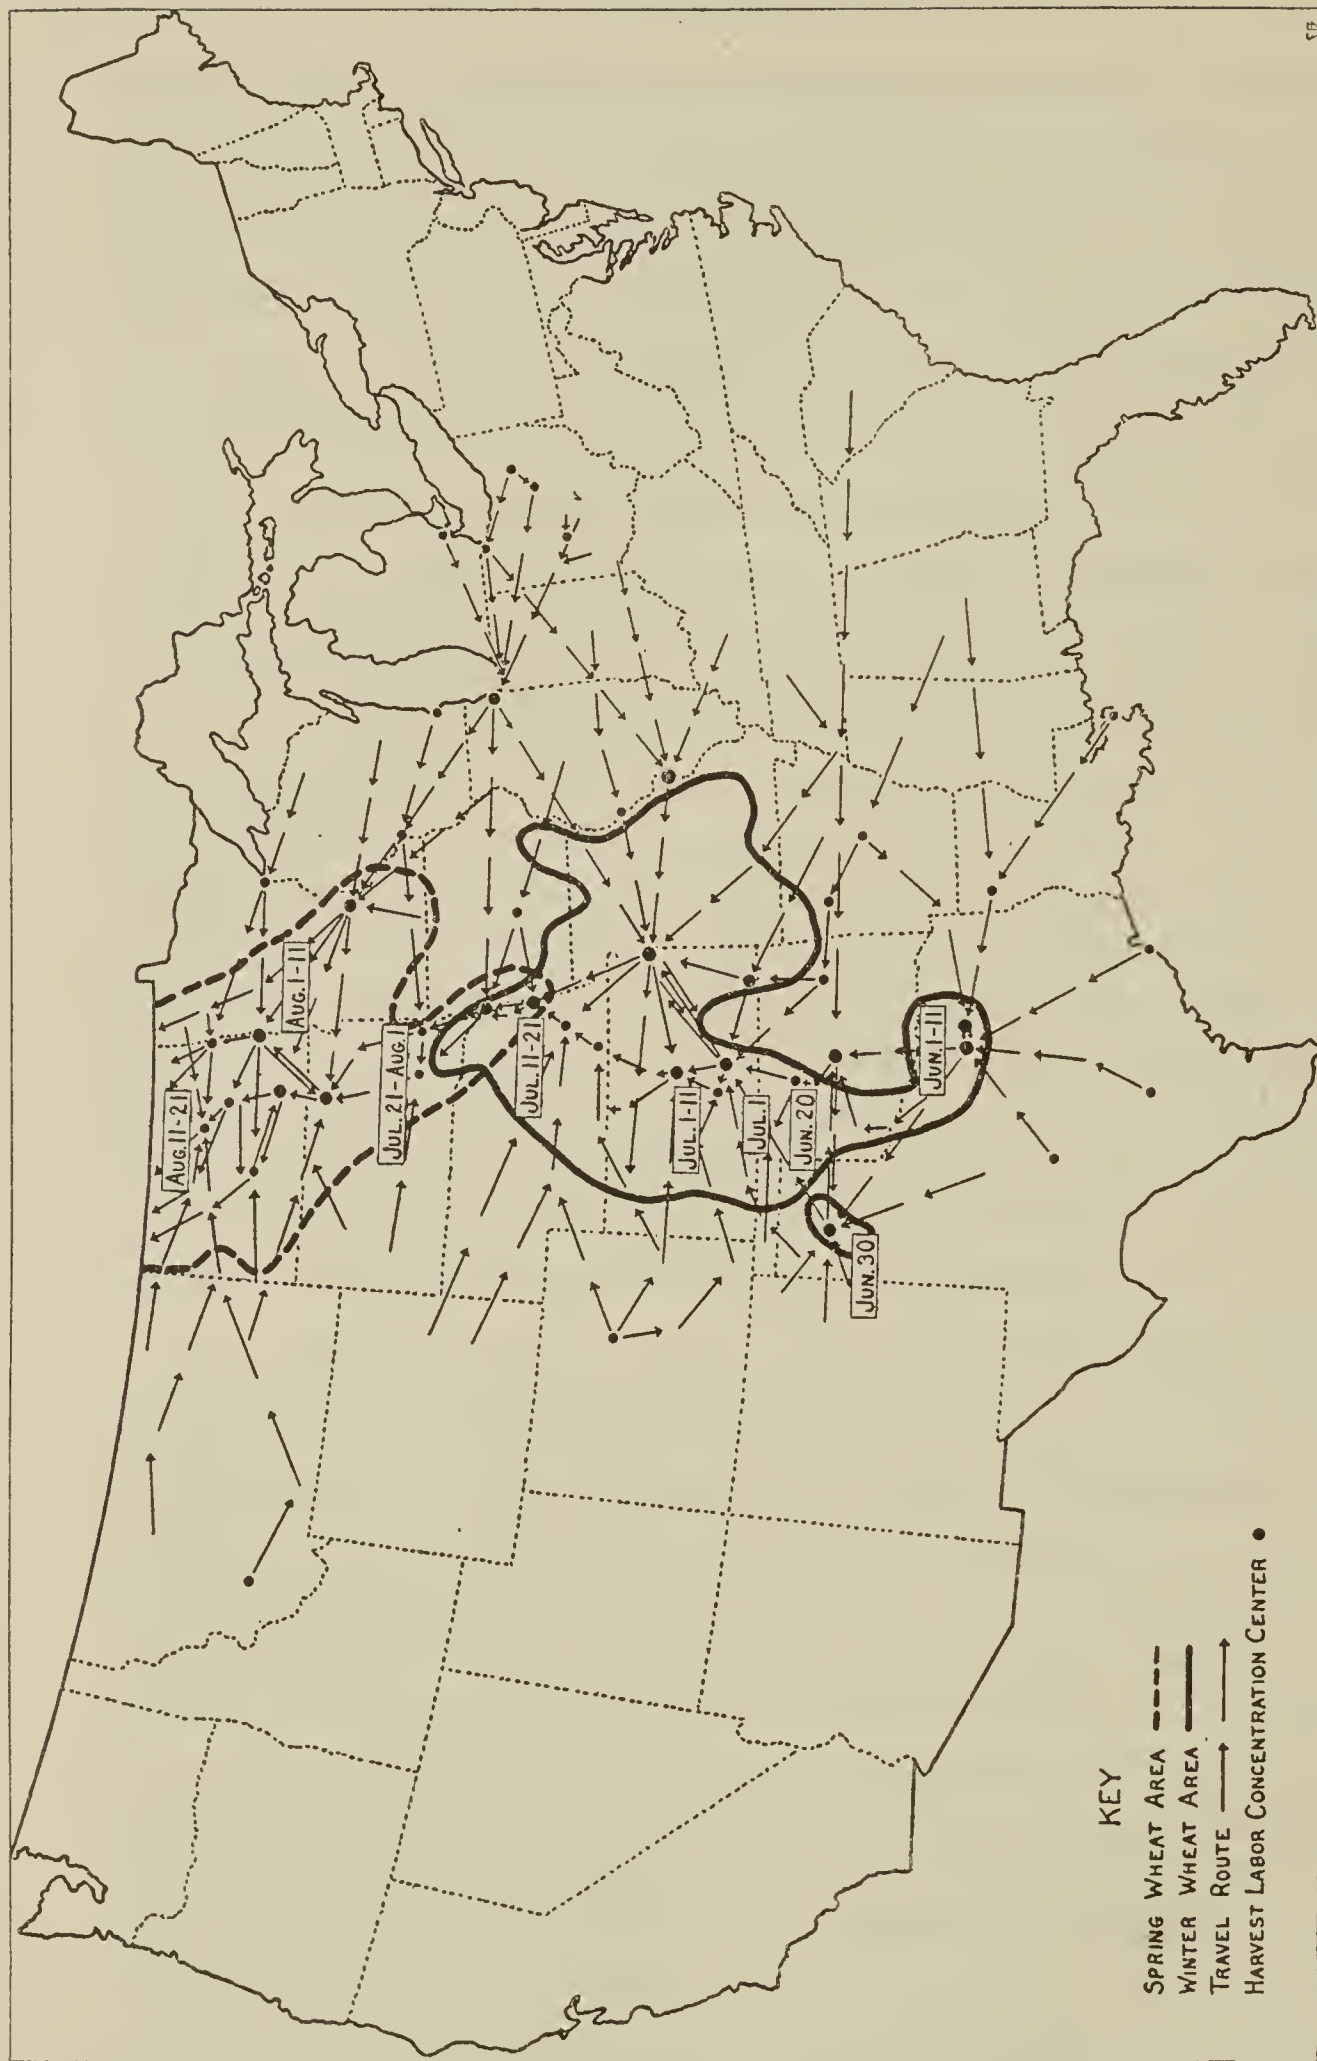 AUG. 11-21
AUG. 1-11
JUL. 21-AUG. 1
JUL. 11-21
JUL. 1-11
JUL. 1
JUN. 20
JUN. 30
JUN. 1-11
KEY
SPRING WHEAT AREA
WINTER WHEAT AREA
TRAVEL ROUTE
HARVEST LABOR CONCENTRATION CENTER